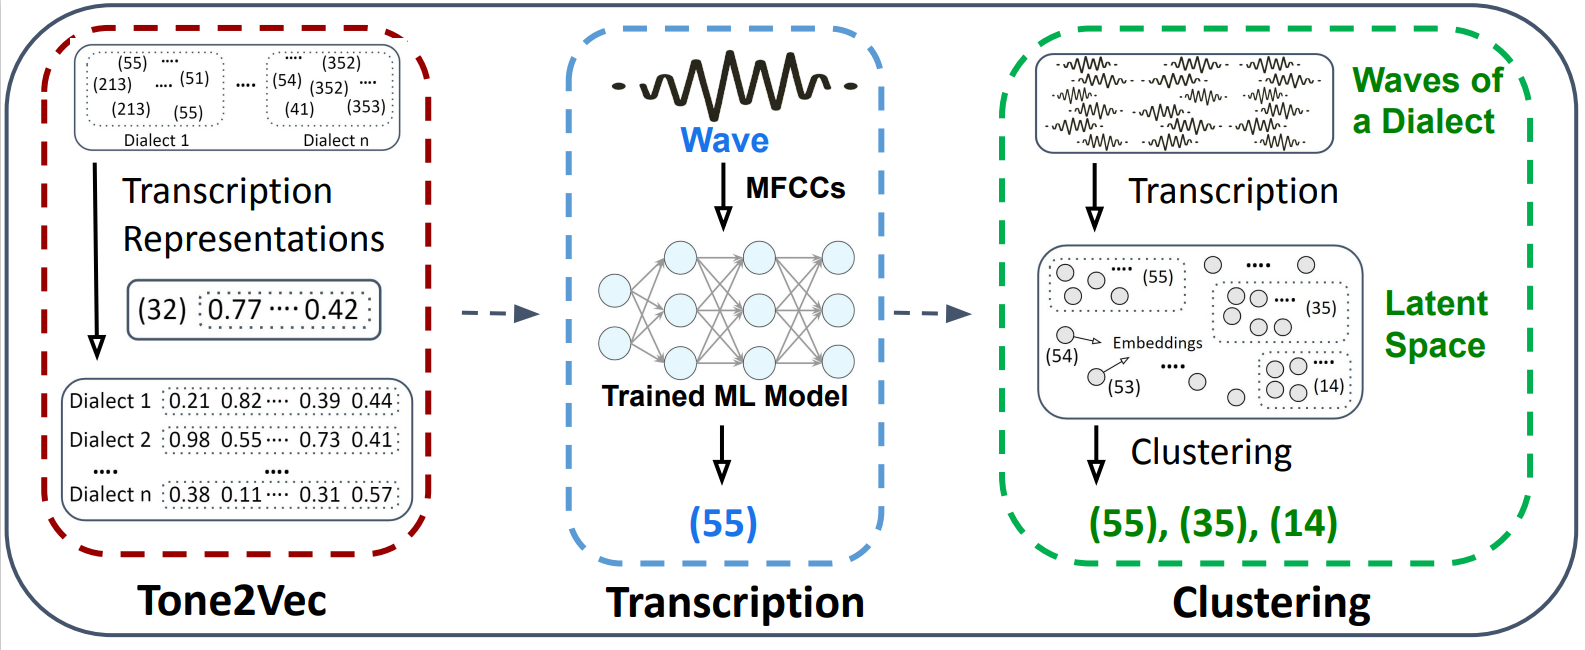 (55) ····
(213) ···· (51)
(213) (55)
Dialect 1
····
···· (352)
(54) (352) ····
(41) (353)
Dialect n
Transcription
Representations
(32) 0.77 ···· 0.42
Dialect 1 0.21 0.82 ···· 0.39 0.44
Dialect 2 0.98 0.55 ···· 0.73 0.41
···· ····
Dialect n 0.38 0.11 ···· 0.31 0.57
Tone2Vec
Wave
MFCCs
Trained ML Model
(55)
Transcription
Waves of
a Dialect
Transcription
···· (55)
····
···· (35)
(54)
Embeddings
(53)
····
···· (14)
Latent
Space
Clustering
(55), (35), (14)
Clustering